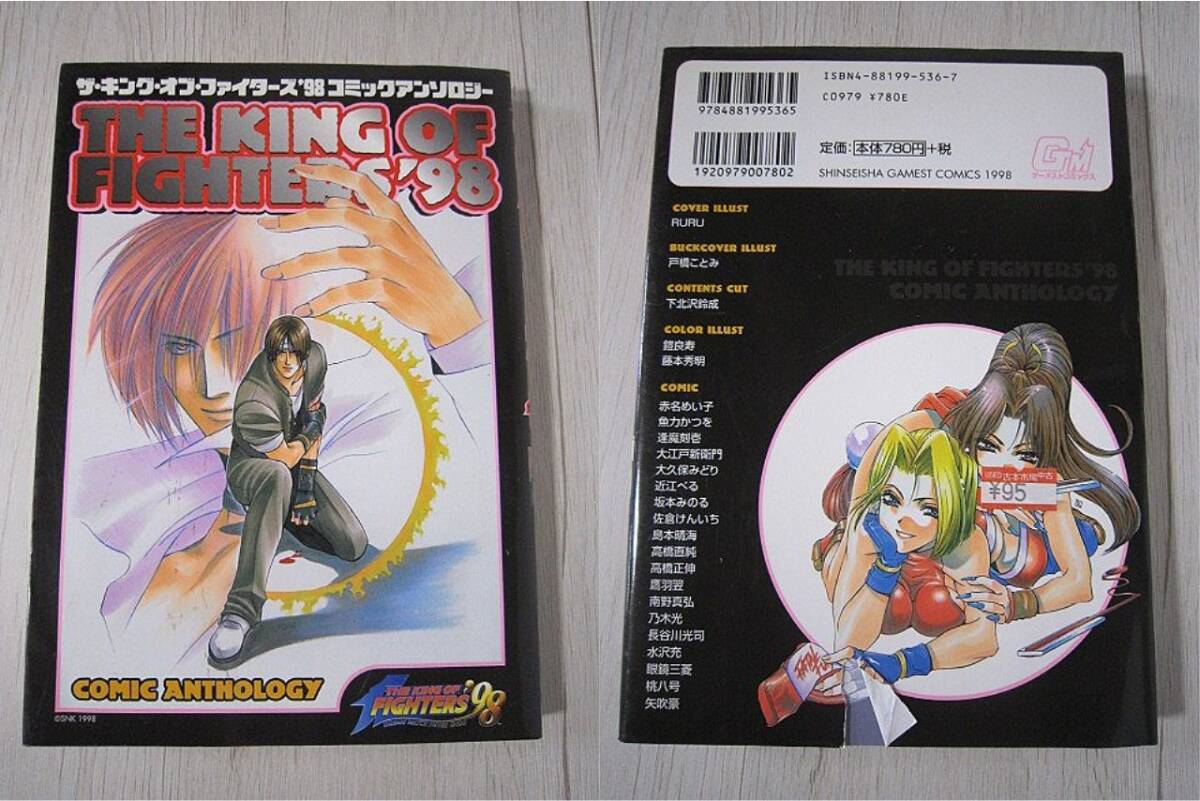 ザ・キング・オブ・ファイターズ'98 コミックアンソロジー
THE KING OF
FIGHTERS '98
COMIC ANTHOLOGY
THE KING OF
FIGHTERS '98
©SNK 1998
ISBN4-88199-536-7
C0979 ¥780E
9784881995365
定価:本体780円+税
1920979007802
SHINSEISHA GAMEST COMICS 1998
GM
ゲーメストコミックス
COVER ILLUST
RURU
BUCKCOVER ILLUST
戸橋ことみ
THE KING OF FIGHTERS '98
COMIC ANTHOLOGY
CONTENTS CUT
下北沢鈴成
COLOR ILLUST
鎧良寿
藤本秀明
COMIC
赤名めい子
魚力かつを
逢魔刻壱
大江戸新衛門
大久保みどり
近江べる
坂本みのる
佐倉けんいち
島本晴海
高橋直純
高橋正伸
鷹羽翌
南野真弘
乃木光
長谷川光司
水沢充
眼鏡三菱
桃八号
矢吹豪
USED 古本市場 中古
¥95